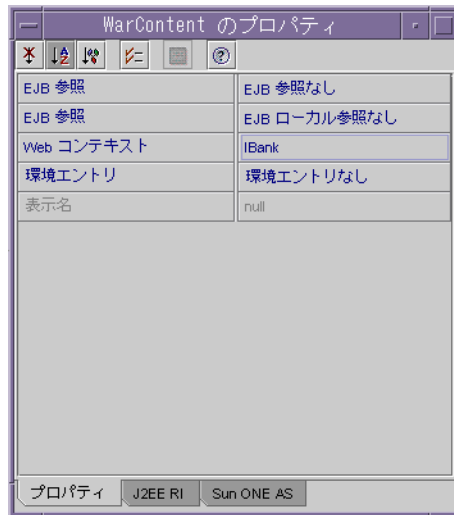 WarContent のプロパティ
EJB 参照 EJB 参照なし
EJB 参照 EJB ローカル参照なし
Web コンテキスト IBank
環境エントリ 環境エントリなし
表示名 null
プロパティ J2EE RI Sun ONE AS